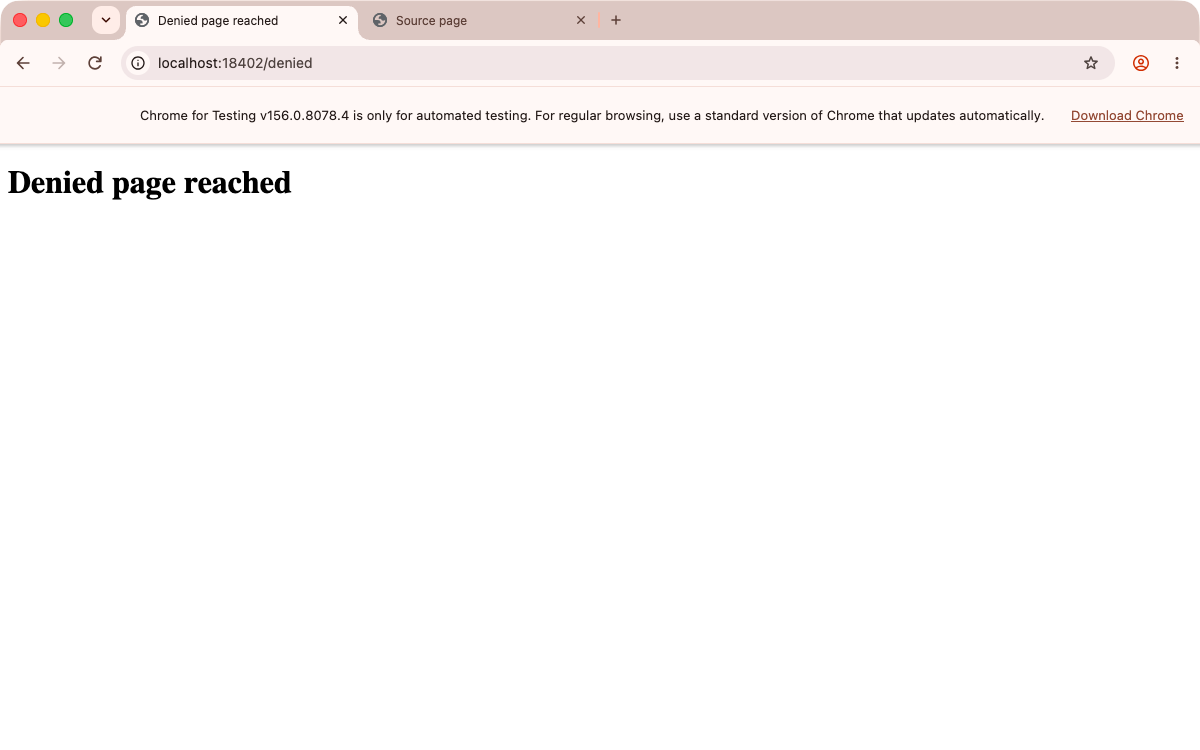 Denied page reached
Source page
localhost:18402/denied
Chrome for Testing v156.0.8078.4 is only for automated testing. For regular browsing, use a standard version of Chrome that updates automatically.
Download Chrome
Denied page reached